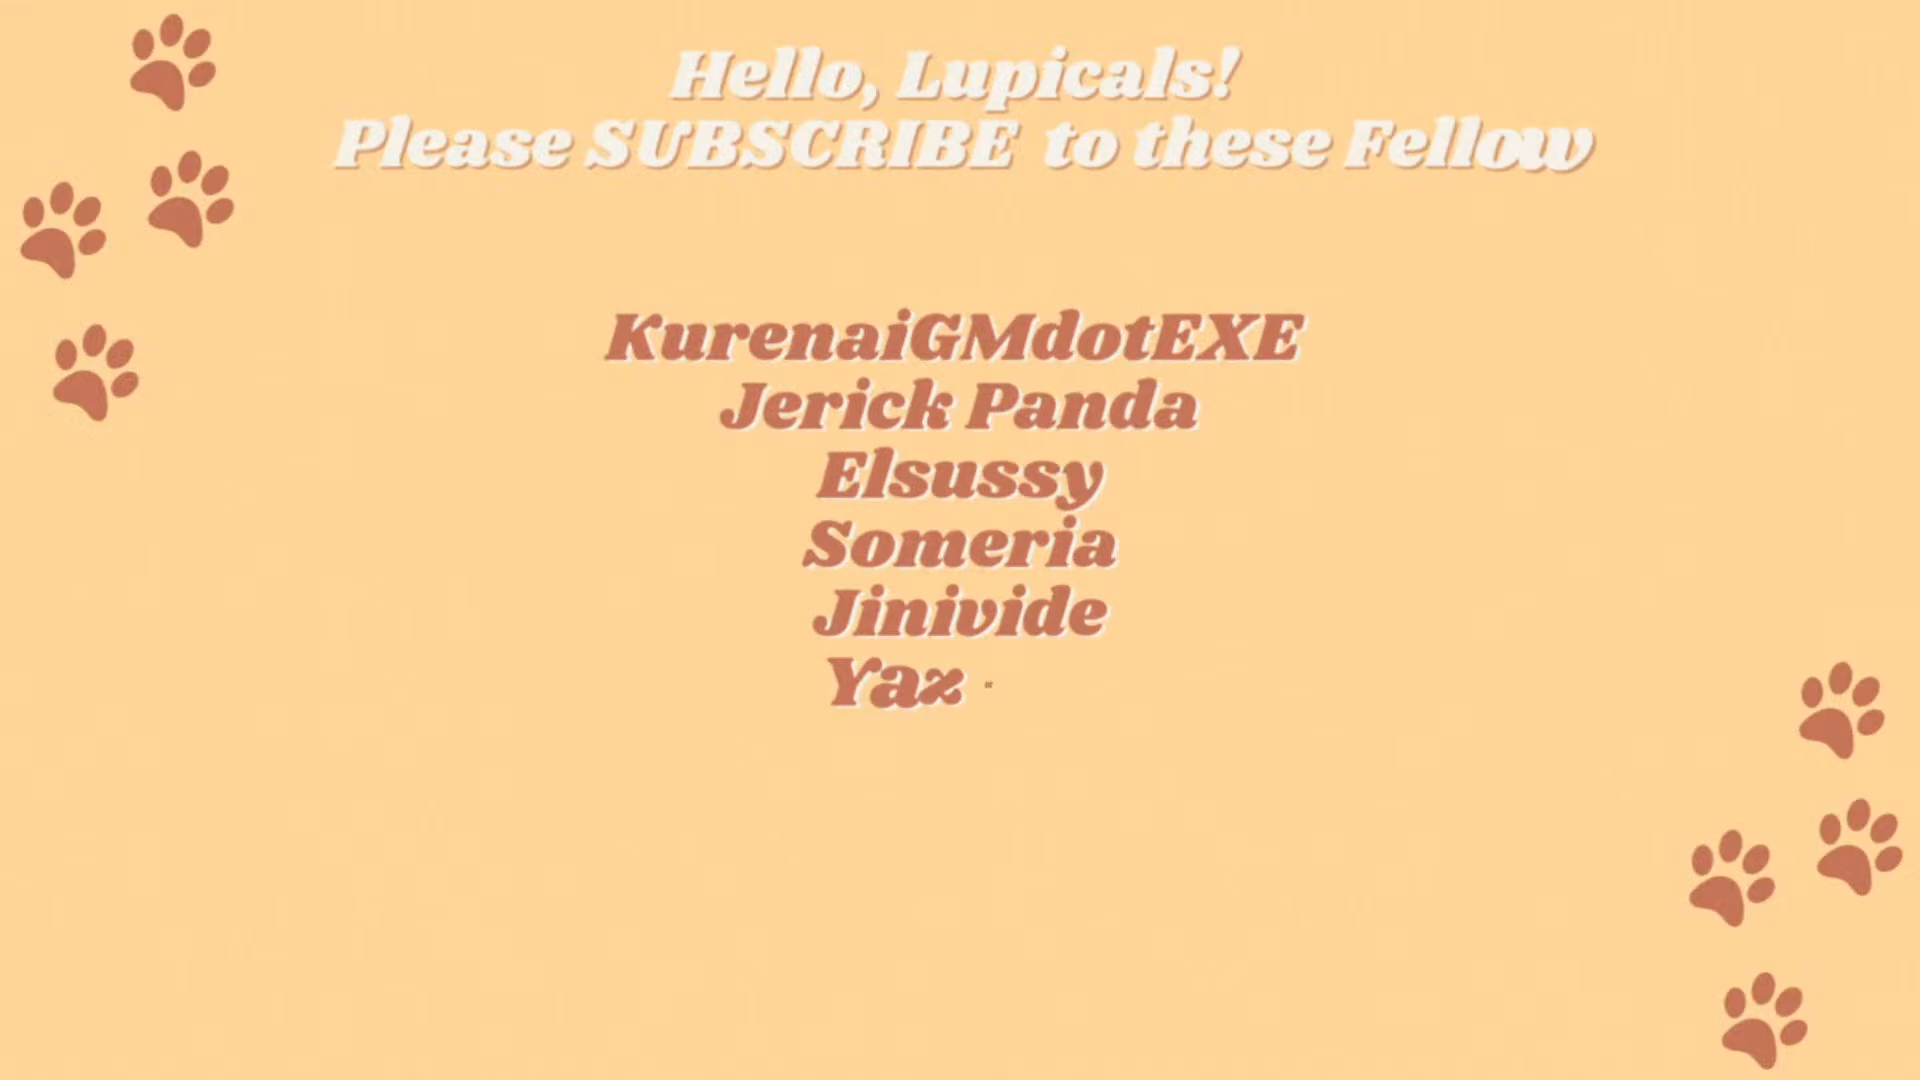 Hello, Lupicals!
Please SUBSCRIBE to these Fellow
KurenaiGMdotEXE
Jerick Panda
Elsussy
Someria
Jinivide
Yaz